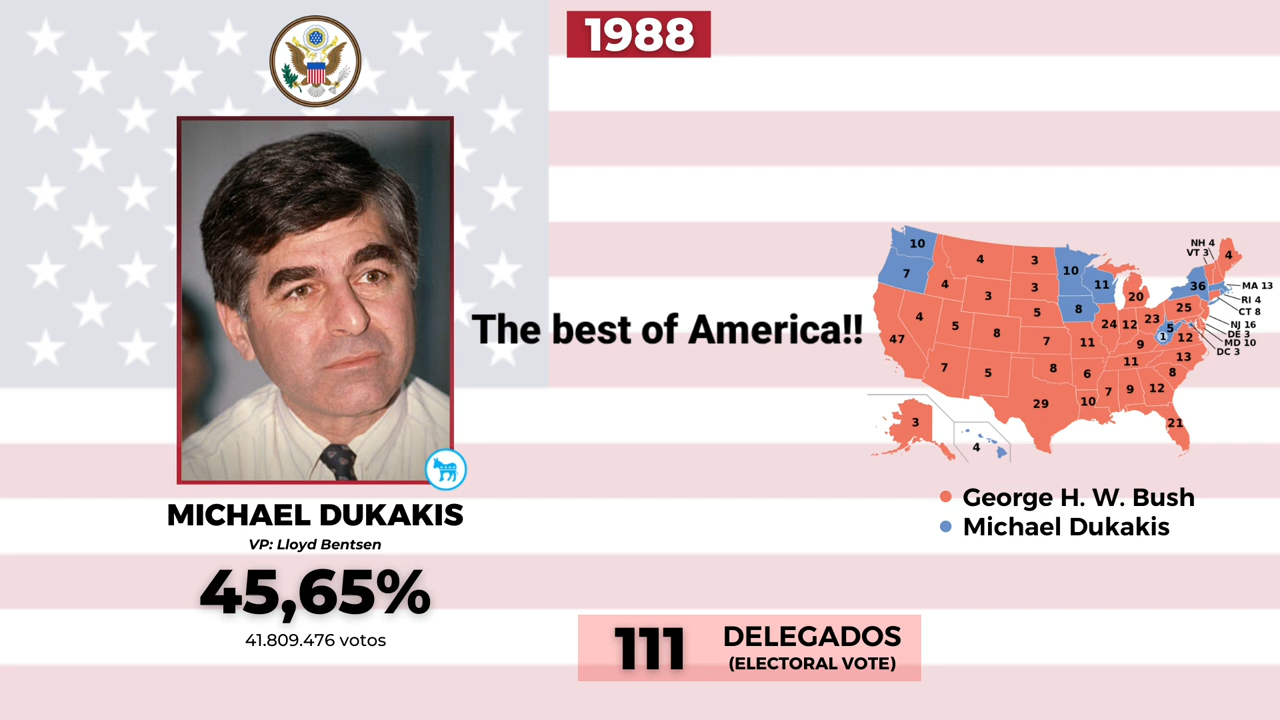 1988
The best of America!!
MICHAEL DUKAKIS
VP: Lloyd Bentsen
45,65%
41.809.476 votos
10
7
4
4
3
3
3
5
10
11
8
20
36
4
NH 4
VT 3
MA 13
RI 4
CT 8
NJ 16
DE 3
MD 10
DC 3
47
4
5
8
7
11
24
12
23
25
5
1
12
9
13
7
5
8
6
11
8
29
10
7
9
12
21
3
4
George H. W. Bush
Michael Dukakis
111
DELEGADOS
(ELECTORAL VOTE)